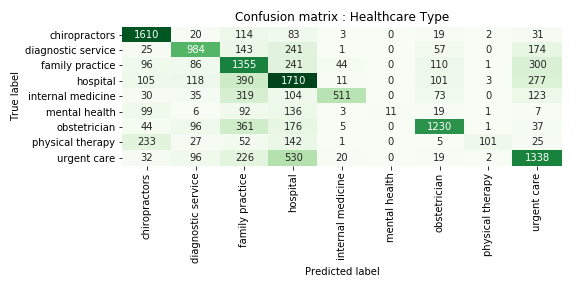 Confusion matrix : Healthcare Type
True label
chiropractors 1610 20 114 83 3 0 19 2 31
diagnostic service 25 984 143 241 1 0 57 0 174
family practice 96 86 1355 241 44 0 110 1 300
hospital 105 118 390 1710 11 0 101 3 277
internal medicine 30 35 319 104 511 0 73 0 123
mental health 99 6 92 136 3 11 19 1 7
obstetrician 44 96 361 176 5 0 1230 1 37
physical therapy 233 27 52 142 1 0 5 101 25
urgent care 32 96 226 530 20 0 19 2 1338
chiropractors
diagnostic service
family practice
hospital
internal medicine
mental health
obstetrician
physical therapy
urgent care
Predicted label